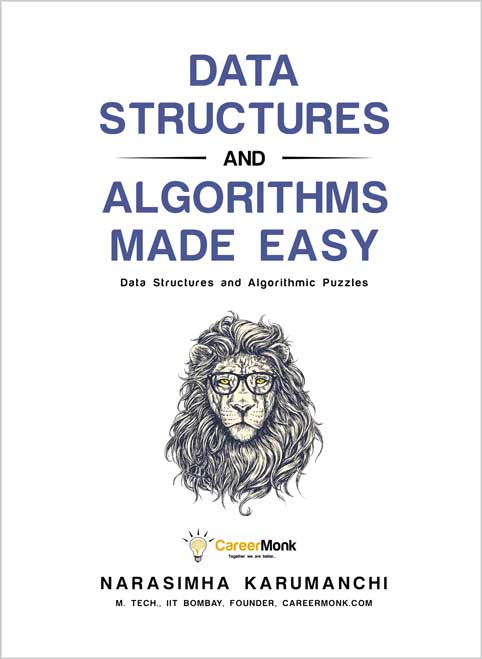 DATA
STRUCTURES
AND
ALGORITHMS
MADE EASY
Data Structures and Algorithmic Puzzles
CareerMonk
Together we are better..
NARASIMHA KARUMANCHI
M. TECH., IIT BOMBAY, FOUNDER, CAREERMONK.COM